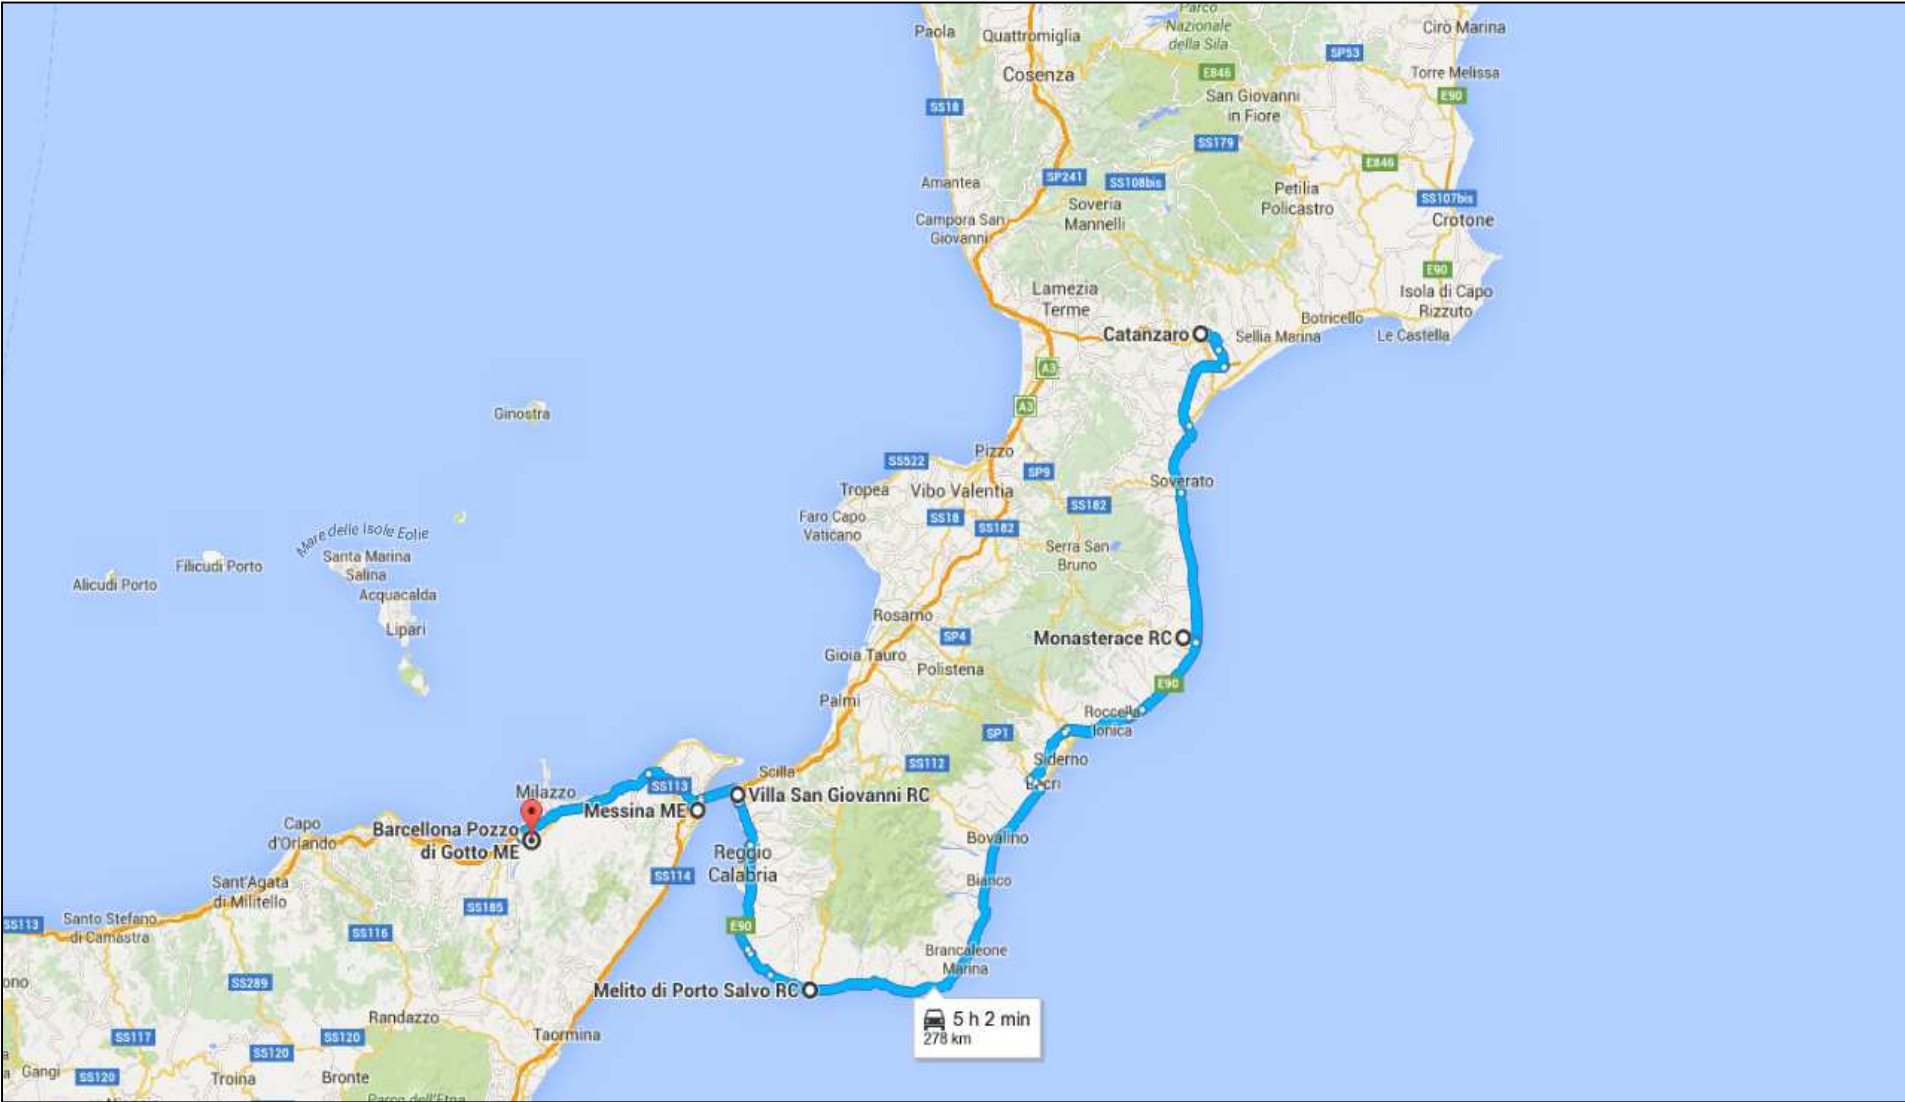 Parco
Nazionale
della Sila
Cirò Marina
Paola
Quattromiglia
SP53
Cosenza
E846
Torre Melissa
San Giovanni
in Fiore
E90
SS18
SS179
E846
SP241
SS108bis
Amantea
Petilia
Policastro
SS107bis
Soveria
Mannelli
Campora San
Giovanni
Crotone
E90
Lamezia
Terme
Isola di Capo
Rizzuto
Botricello
Catanzaro
Sellia Marina
Le Castella
A3
A3
Ginostra
Pizzo
SS522
SP9
Soverato
Tropea
Vibo Valentia
SS182
Faro Capo
Vaticano
SS18
SS182
Mare delle Isole Eolie
Serra San
Bruno
Santa Marina
Salina
Filicudi Porto
Alicudi Porto
Acquacalda
Lipari
Rosarno
SP4
Monasterace RC
Gioia Tauro
Polistena
E90
Palmi
Roccella
Ionica
SP1
Siderno
SS112
Scilla
Locri
SS113
Milazzo
Villa San Giovanni RC
Messina ME
Capo
d'Orlando
Barcellona Pozzo
di Gotto ME
Bovalino
Reggio
Calabria
SS114
Bianco
Sant'Agata
di Militello
SS185
SS113
Santo Stefano
di Camastra
SS116
E90
Brancaleone
Marina
ono
SS289
Melito di Porto Salvo RC
5 h 2 min
278 km
Randazzo
SS117
SS120
SS120
Taormina
a
Gangi
SS120
Troina
Bronte
Parco dell'Etna